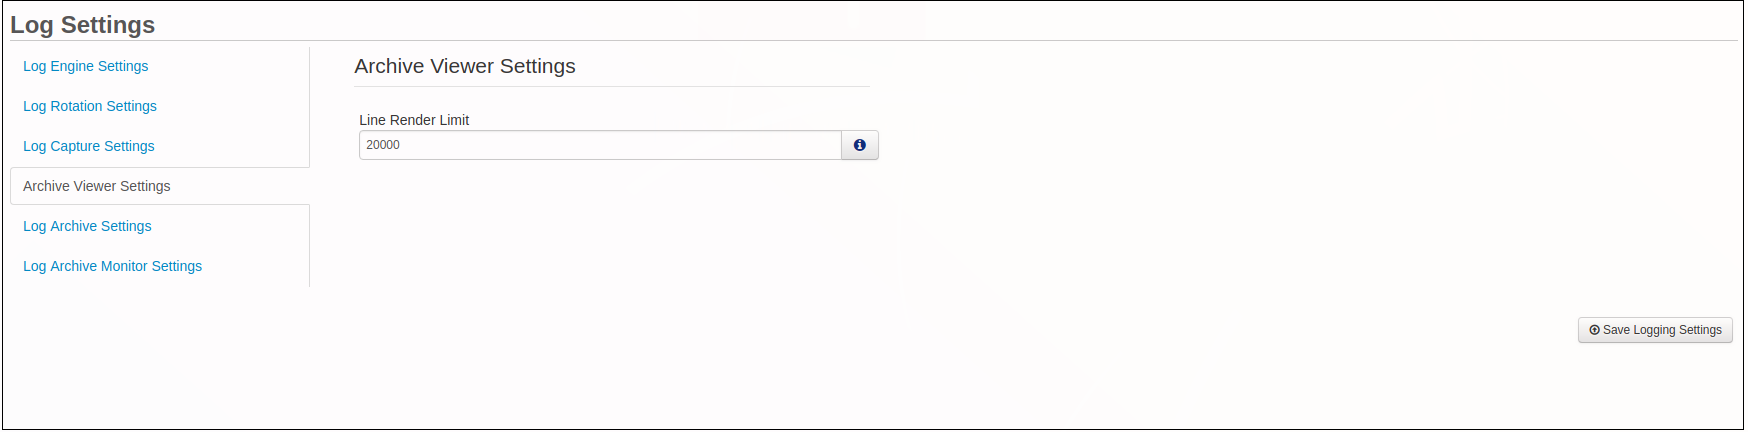 Log Settings
Log Engine Settings
Log Rotation Settings
Log Capture Settings
Archive Viewer Settings
Log Archive Settings
Log Archive Monitor Settings
Archive Viewer Settings
Line Render Limit
20000
Save Logging Settings